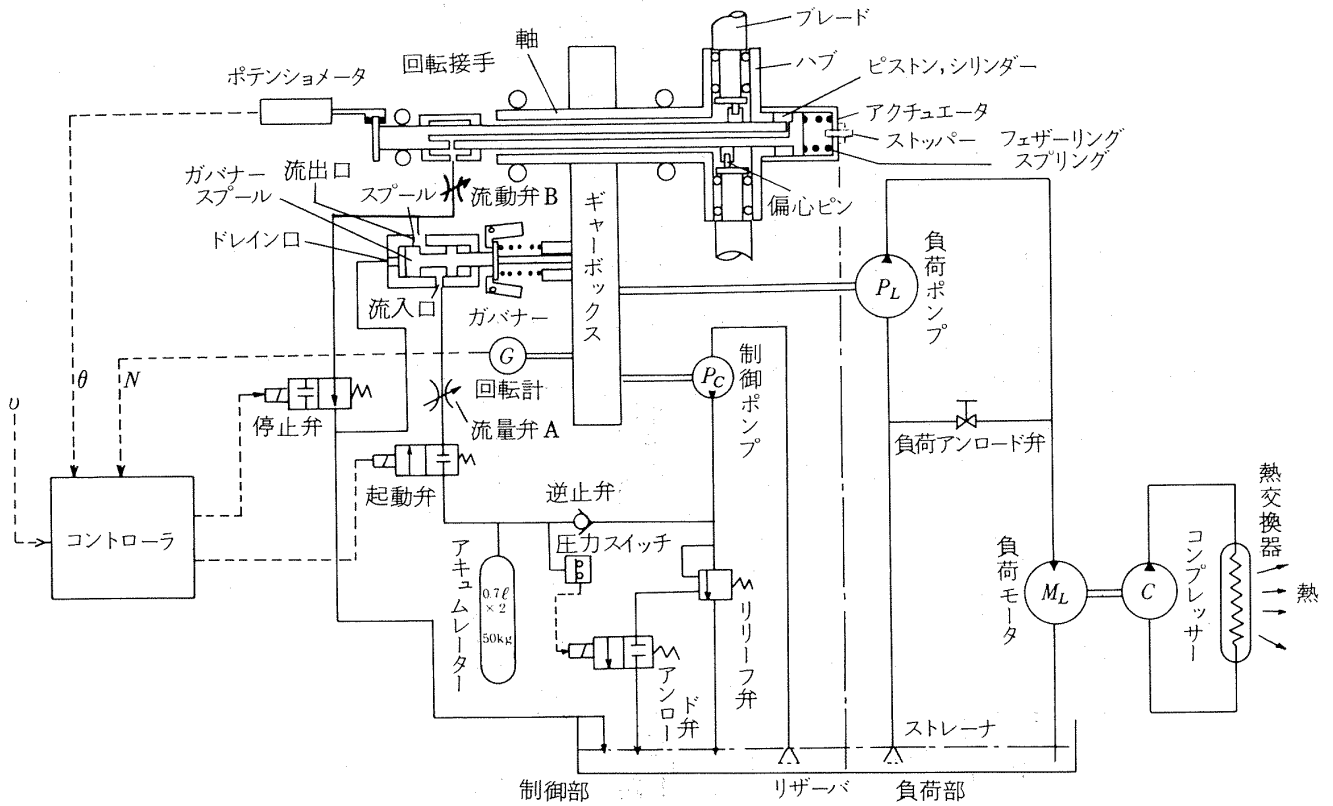 ブレード
軸
ハブ
回転接手
ポテンショメータ
ピストン,シリンダー
アクチュエータ
ストッパー
フェザーリング
スプリング
ガバナー
スプール
流出口
スプール
流動弁B
偏心ピン
ドレイン口
ギャーボックス
負荷ポンプ
P_L
流入口
ガバナー
G
回転計
P_C
制御ポンプ
θ
N
υ
停止弁
流量弁A
負荷アンロード弁
起動弁
逆止弁
圧力スイッチ
コントローラ
アキュムレーター
0.7ℓ
×2
50kg
リリーフ弁
アンロード弁
負荷モータ
M_L
C
コンプレッサー
熱交換器
熱
ストレーナ
制御部
リザーバ
負荷部